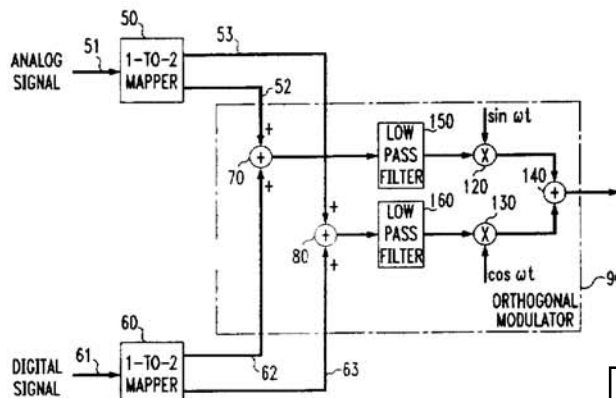 50
53
51
ANALOG
SIGNAL
1-TO-2
MAPPER
52
+
70
+
+
LOW
PASS
FILTER
150
sin ωt
X
120
+
140
+
80
+
+
LOW
PASS
FILTER
160
X
130
cos ωt
ORTHOGONAL
MODULATOR
60
61
DIGITAL
SIGNAL
1-TO-2
MAPPER
62
63